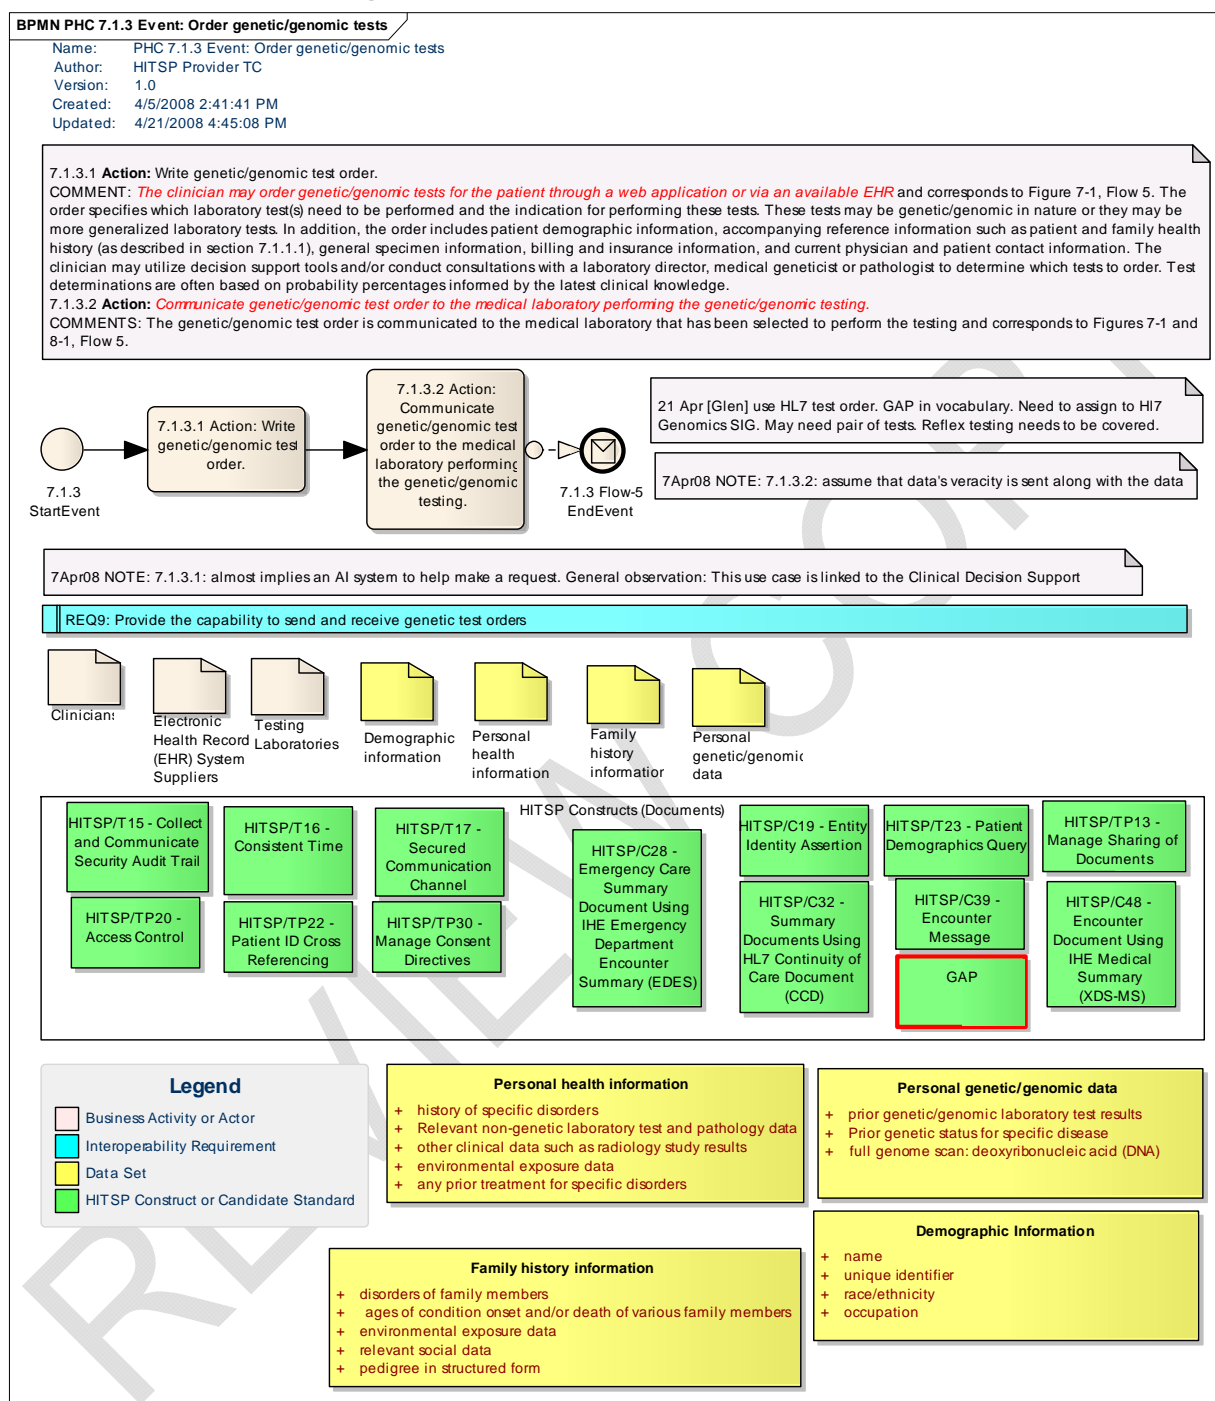 BPMN PHC 7.1.3 Event: Order genetic/genomic tests
Name: PHC 7.1.3 Event: Order genetic/genomic tests
Author: HITSP Provider TC
Version: 1.0
Created: 4/5/2008 2:41:41 PM
Updated: 4/21/2008 4:45:08 PM
7.1.3.1 Action: Write genetic/genomic test order.
COMMENT: The clinician may order genetic/genomic tests for the patient through a web application or via an available EHR and corresponds to Figure 7-1, Flow 5. The
order specifies which laboratory test(s) need to be performed and the indication for performing these tests. These tests may be genetic/genomic in nature or they may be
more generalized laboratory tests. In addition, the order includes patient demographic information, accompanying reference information such as patient and family health
history (as described in section 7.1.1.1), general specimen information, billing and insurance information, and current physician and patient contact information. The
clinician may utilize decision support tools and/or conduct consultations with a laboratory director, medical geneticist or pathologist to determine which tests to order. Test
determinations are often based on probability percentages informed by the latest clinical knowledge.
7.1.3.2 Action: Communicate genetic/genomic test order to the medical laboratory performing the genetic/genomic testing.
COMMENTS: The genetic/genomic test order is communicated to the medical laboratory that has been selected to perform the testing and corresponds to Figures 7-1 and
8-1, Flow 5.
7.1.3
StartEvent
7.1.3.1 Action: Write
genetic/genomic test
order.
7.1.3.2 Action:
Communicate
genetic/genomic test
order to the medical
laboratory performing
the genetic/genomic
testing.
7.1.3 Flow-5
EndEvent
21 Apr [Glen] use HL7 test order. GAP in vocabulary. Need to assign to Hl7
Genomics SIG. May need pair of tests. Reflex testing needs to be covered.
7Apr08 NOTE: 7.1.3.2: assume that data's veracity is sent along with the data
7Apr08 NOTE: 7.1.3.1: almost implies an AI system to help make a request. General observation: This use case is linked to the Clinical Decision Support
REQ9: Provide the capability to send and receive genetic test orders
Clinicians
Electronic
Health Record
(EHR) System
Suppliers
Testing
Laboratories
Demographic
information
Personal
health
information
Family
history
information
Personal
genetic/genomic
data
HITSP Constructs (Documents)
HITSP/T15 - Collect
and Communicate
Security Audit Trail
HITSP/T16 -
Consistent Time
HITSP/T17 -
Secured
Communication
Channel
HITSP/C28 -
Emergency Care
Summary
Document Using
IHE Emergency
Department
Encounter
Summary (EDES)
HITSP/C19 - Entity
Identity Assertion
HITSP/T23 - Patient
Demographics Query
HITSP/TP13 -
Manage Sharing of
Documents
HITSP/TP20 -
Access Control
HITSP/TP22 -
Patient ID Cross
Referencing
HITSP/TP30 -
Manage Consent
Directives
HITSP/C32 -
Summary
Documents Using
HL7 Continuity of
Care Document
(CCD)
HITSP/C39 -
Encounter
Message
GAP
HITSP/C48 -
Encounter
Document Using
IHE Medical
Summary
(XDS-MS)
Legend
Business Activity or Actor
Interoperability Requirement
Data Set
HITSP Construct or Candidate Standard
Personal health information
+ history of specific disorders
+ Relevant non-genetic laboratory test and pathology data
+ other clinical data such as radiology study results
+ environmental exposure data
+ any prior treatment for specific disorders
Personal genetic/genomic data
+ prior genetic/genomic laboratory test results
+ Prior genetic status for specific disease
+ full genome scan: deoxyribonucleic acid (DNA)
Family history information
+ disorders of family members
+ ages of condition onset and/or death of various family members
+ environmental exposure data
+ relevant social data
+ pedigree in structured form
Demographic Information
+ name
+ unique identifier
+ race/ethnicity
+ occupation
REVIEW COPY